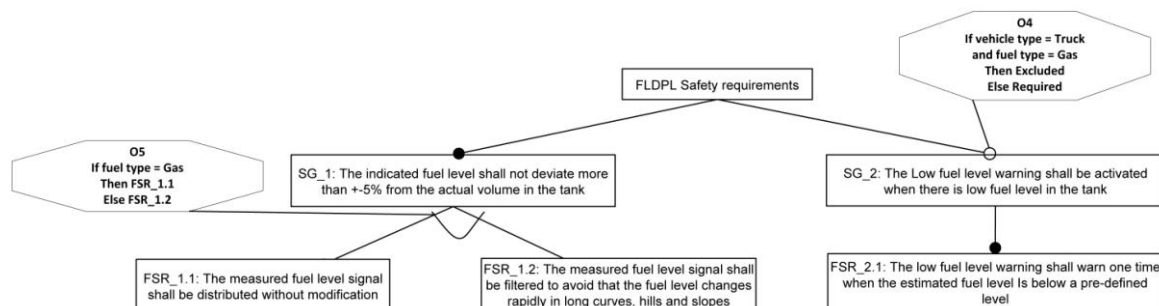 O4
If vehicle type = Truck
and fuel type = Gas
Then Excluded
Else Required
FLDPL Safety requirements
O5
If fuel type = Gas
Then FSR_1.1
Else FSR_1.2
SG_1: The indicated fuel level shall not deviate more
than +-5% from the actual volume in the tank
SG_2: The Low fuel level warning shall be activated
when there is low fuel level in the tank
FSR_1.1: The measured fuel level signal
shall be distributed without modification
FSR_1.2: The measured fuel level signal shall
be filtered to avoid that the fuel level changes
rapidly in long curves, hills and slopes
FSR_2.1: The low fuel level warning shall warn one time
when the estimated fuel level Is below a pre-defined
level